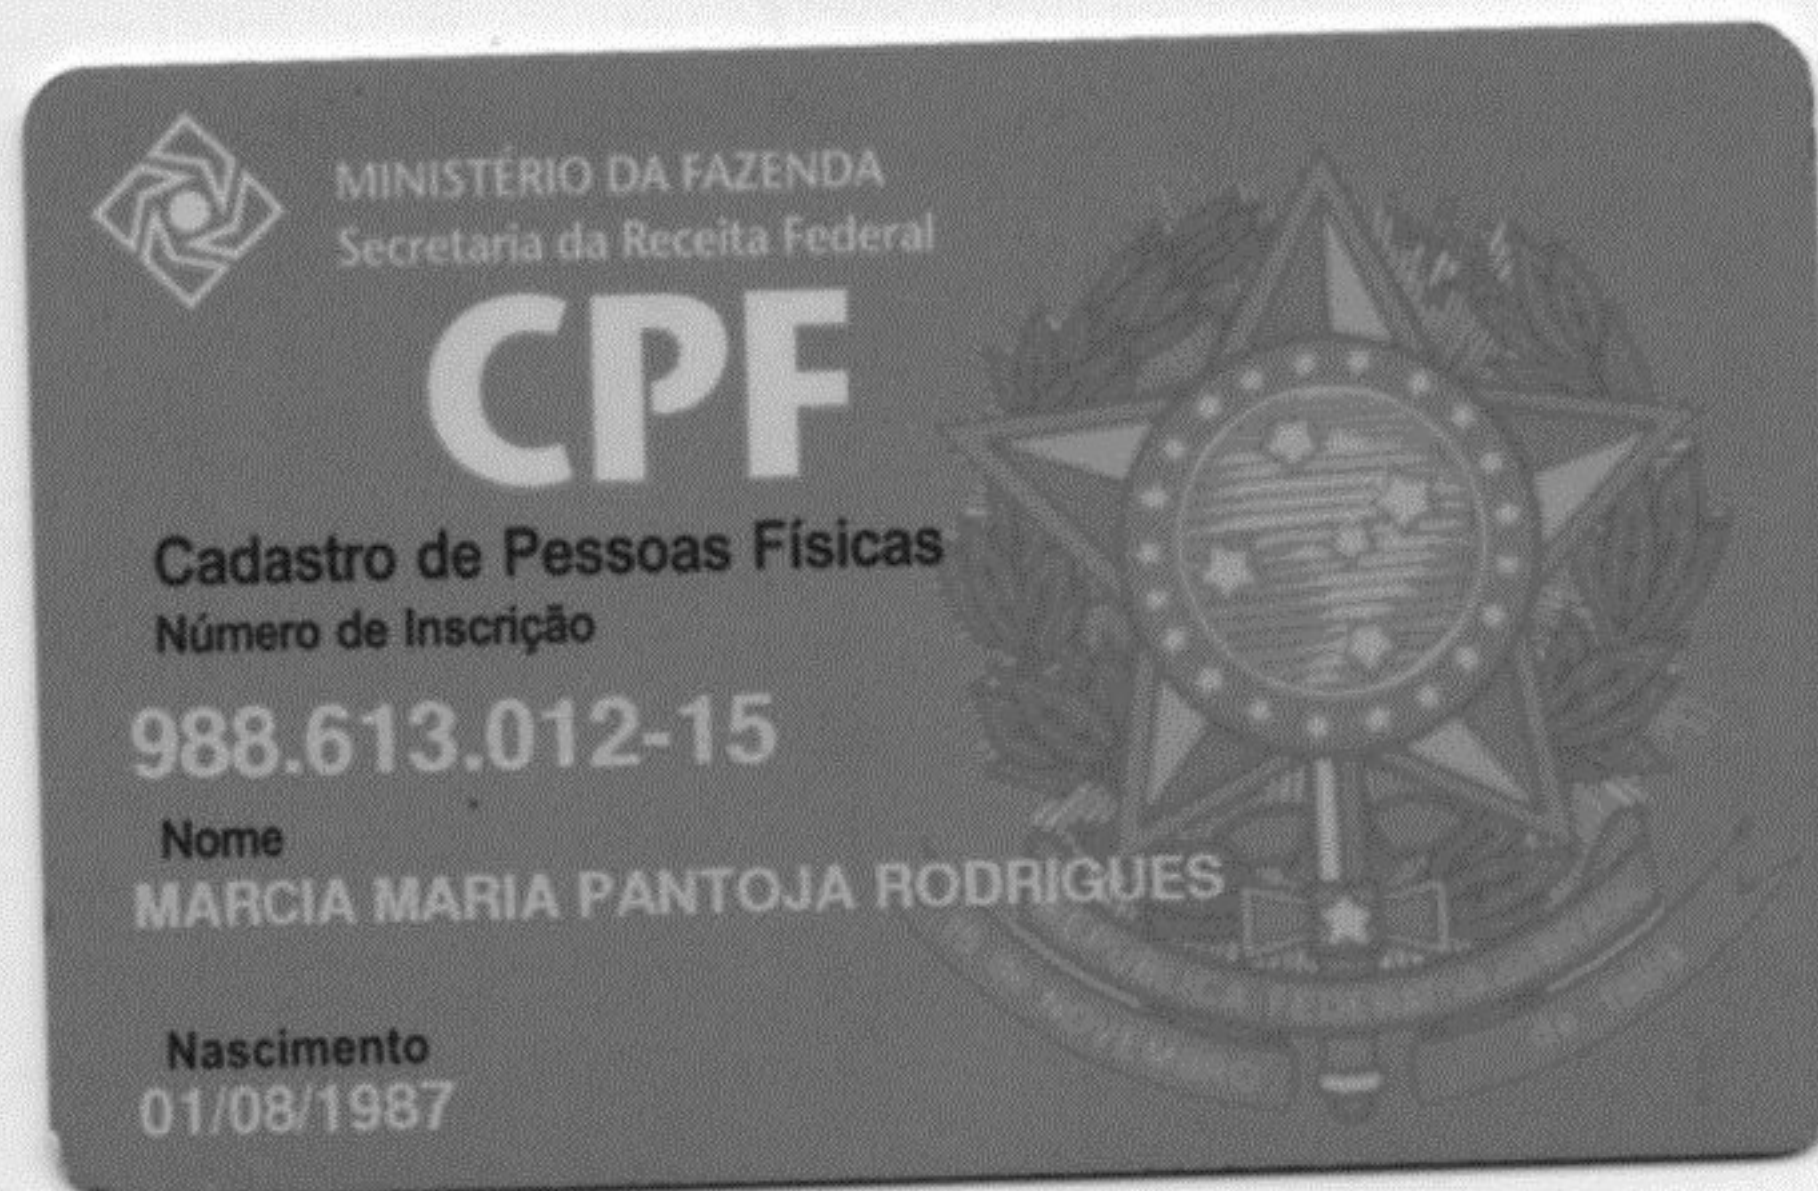 MINISTÉRIO DA FAZENDA
Secretaria da Receita Federal
CPF
Cadastro de Pessoas Físicas
Número de Inscrição
988.613.012-15
Nome
MARCIA MARIA PANTOJA RODRIGUES
Nascimento
01/08/1987